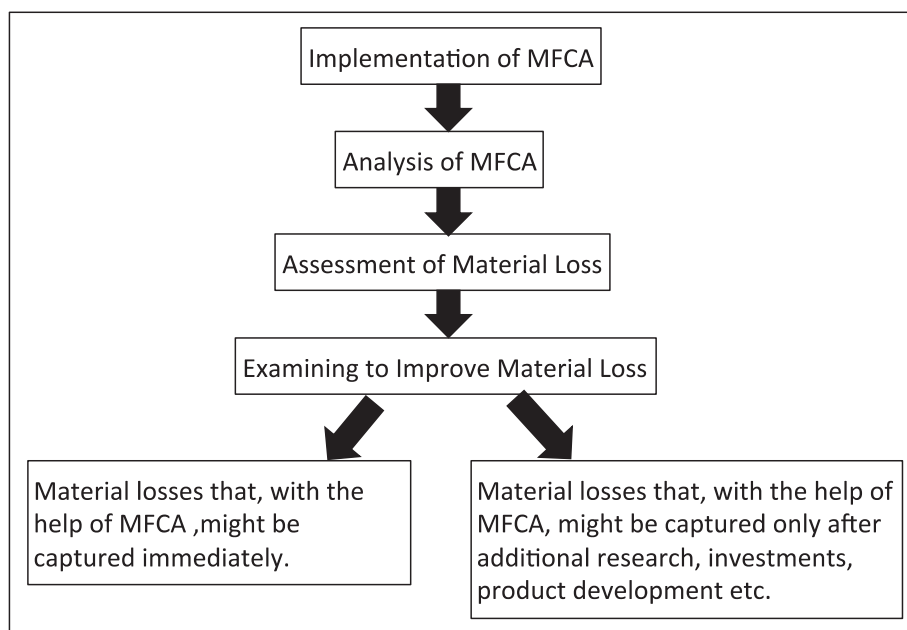 Implementation of MFCA
Analysis of MFCA
Assessment of Material Loss
Examining to Improve Material Loss
Material losses that, with the
help of MFCA ,might be
captured immediately.
Material losses that, with the help of
MFCA, might be captured only after
additional research, investments,
product development etc.